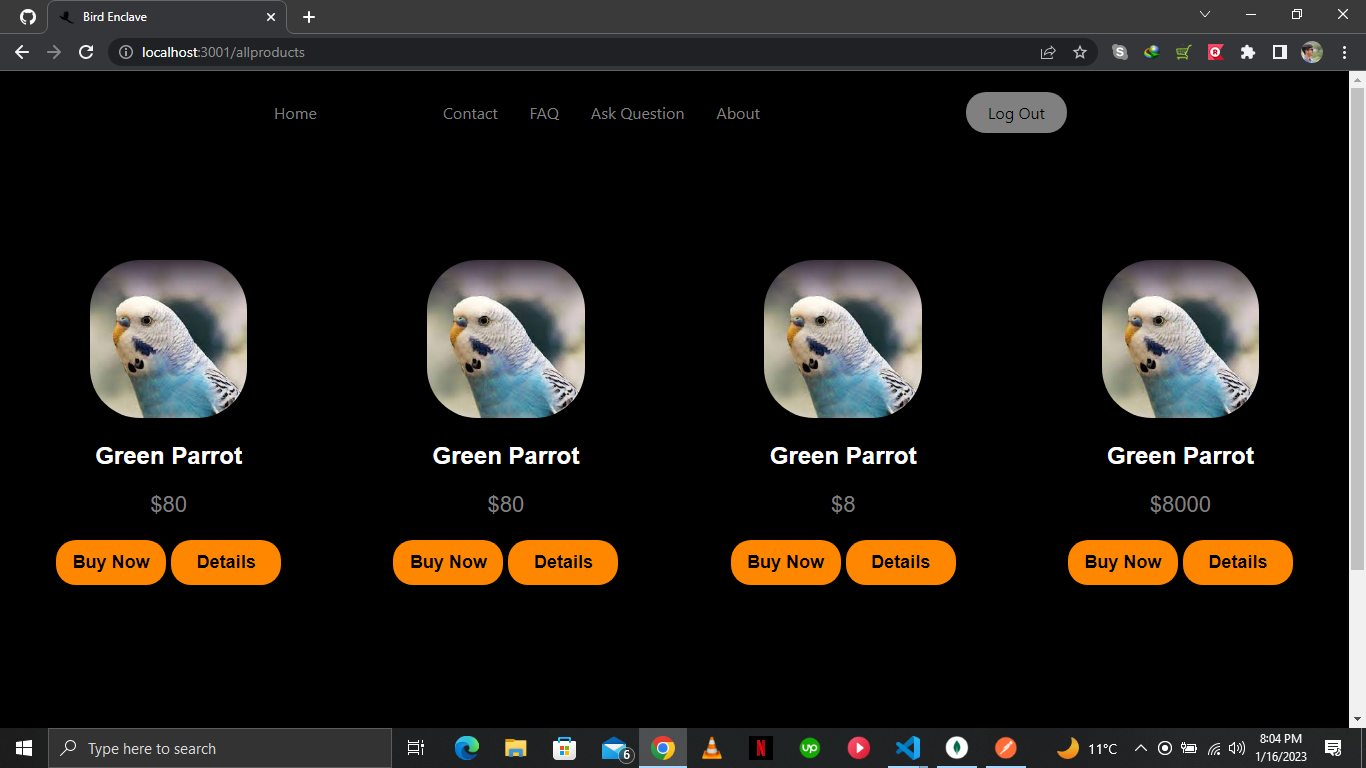 Bird Enclave
localhost:3001/allproducts
Home Contact FAQ Ask Question About Log Out
Green Parrot Green Parrot Green Parrot Green Parrot
$80 $80 $8 $8000
Buy Now Details Buy Now Details Buy Now Details Buy Now Details
Type here to search 6 N up 11°C 8:04 PM
1/16/2023